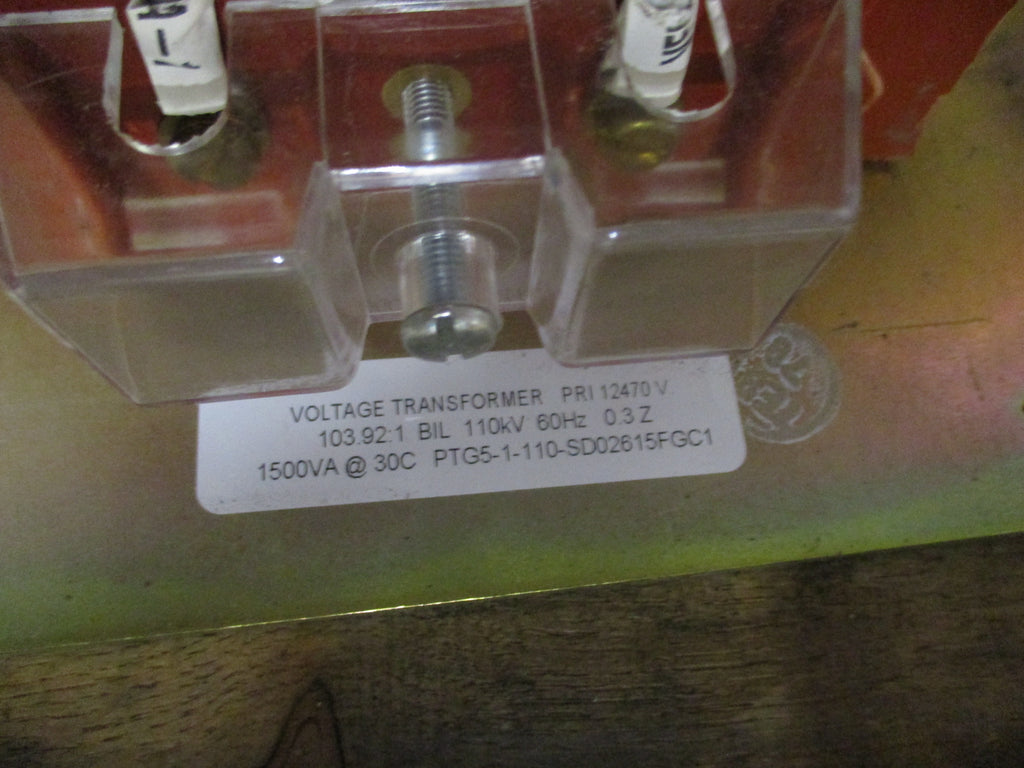 VOLTAGE TRANSFORMER PRI 12470 V.
103.92:1 BIL 110kV 60Hz 0.3 Z
1500VA @ 30C PTG5-1-110-SD02615FGC1